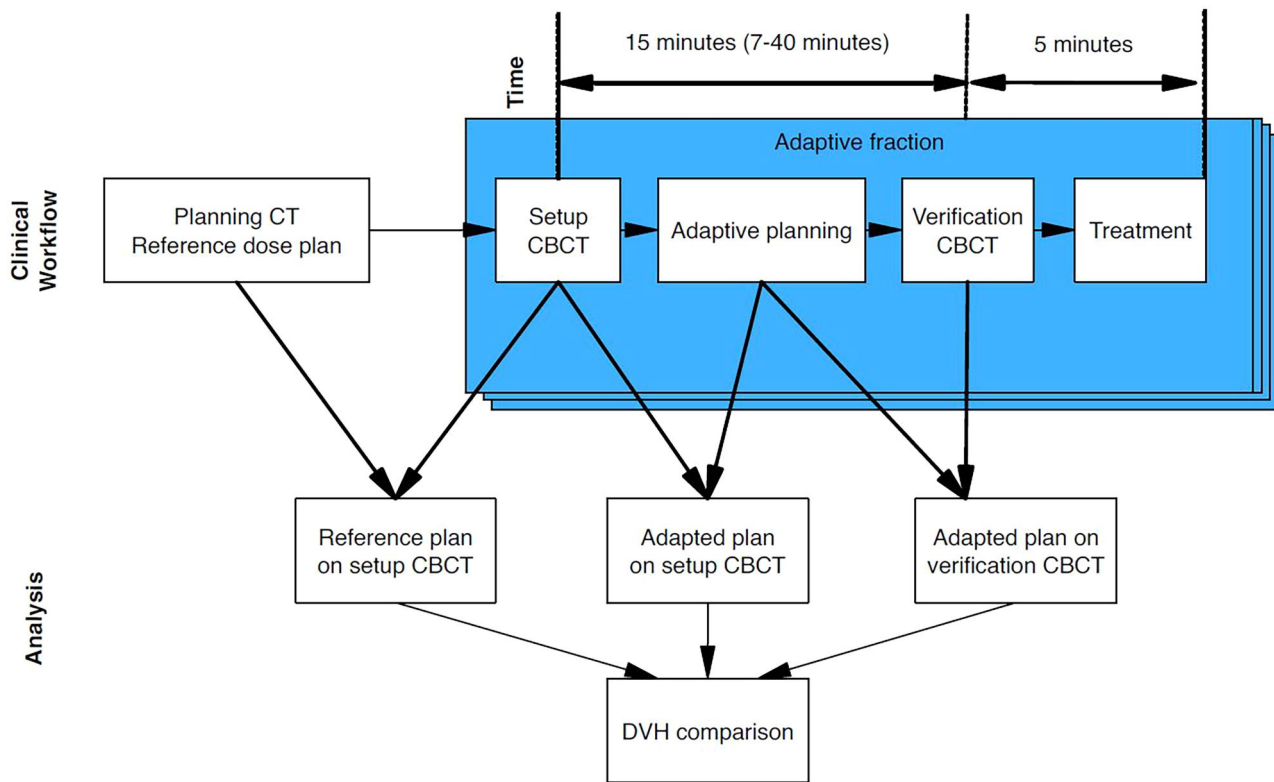 Time
15 minutes (7-40 minutes)
5 minutes
Adaptive fraction
Clinical
Workflow
Planning CT
Reference dose plan
Setup
CBCT
Adaptive planning
Verification
CBCT
Treatment
Analysis
Reference plan
on setup CBCT
Adapted plan
on setup CBCT
Adapted plan on
verification CBCT
DVH comparison